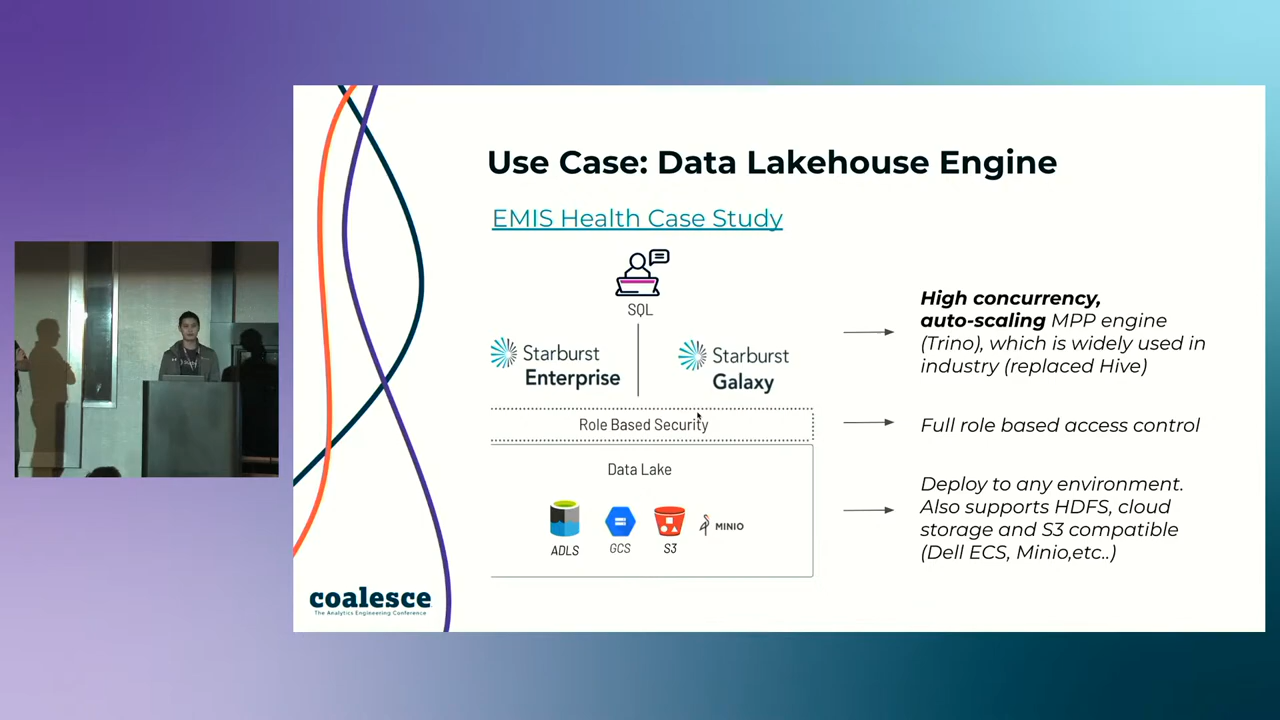 Use Case: Data Lakehouse Engine
EMIS Health Case Study
SQL
Starburst
Enterprise
Starburst
Galaxy
Role Based Security
Data Lake
ADLS
GCS
S3
MINIO
High concurrency,
auto-scaling MPP engine
(Trino), which is widely used in
industry (replaced Hive)
Full role based access control
Deploy to any environment.
Also supports HDFS, cloud
storage and S3 compatible
(Dell ECS, Minio,etc..)
coalesce
The Analytics Engineering Conference